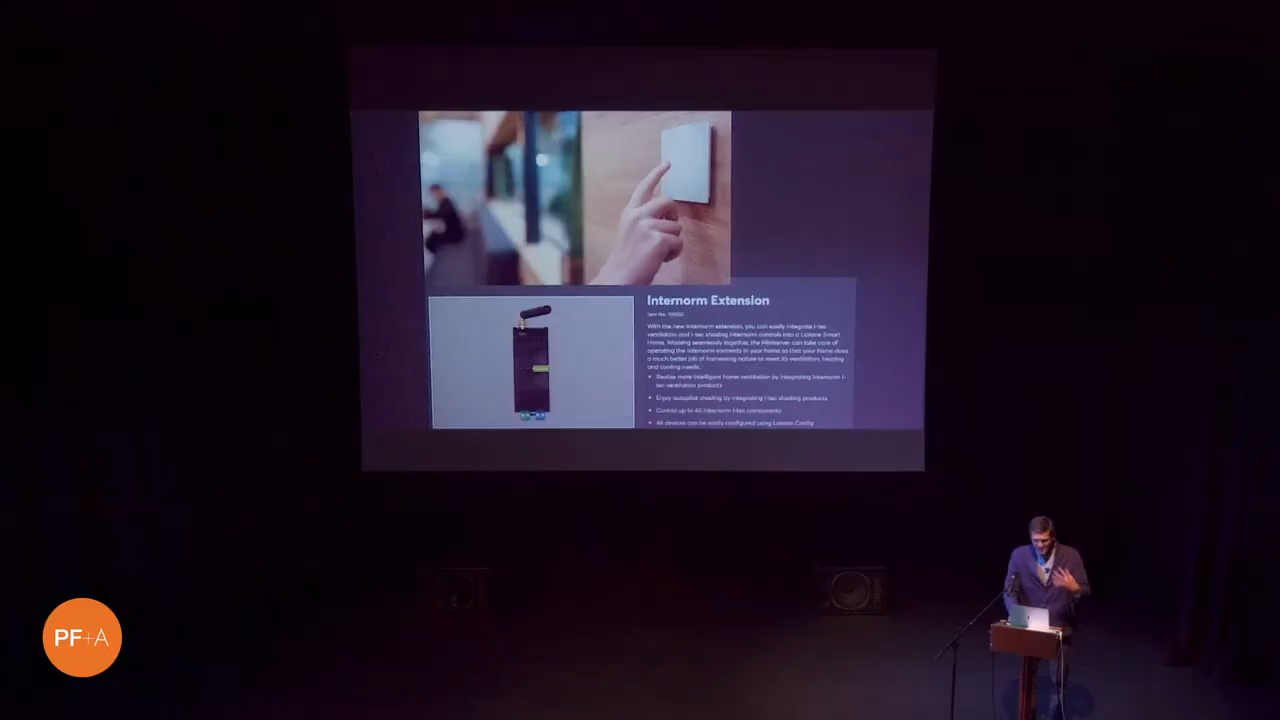 Internorm Extension
With the new Internorm extension, you can easily integrate I-tec
ventilation and I-tec shading Internorm controls into a Loxone Smart
Home. Working seamlessly together, the Miniserver can take care of
operating the Internorm elements in your home so that your home does
a much better job of harnessing nature to meet its ventilation, heating
and cooling needs.
Realise more intelligent home ventilation by integrating Internorm I-
tec ventilation products
Enjoy autopilot shading by integrating I-tec shading products
Control up to 40 Internorm I-tec components
All devices can be easily configured using Loxone Config
PF+A